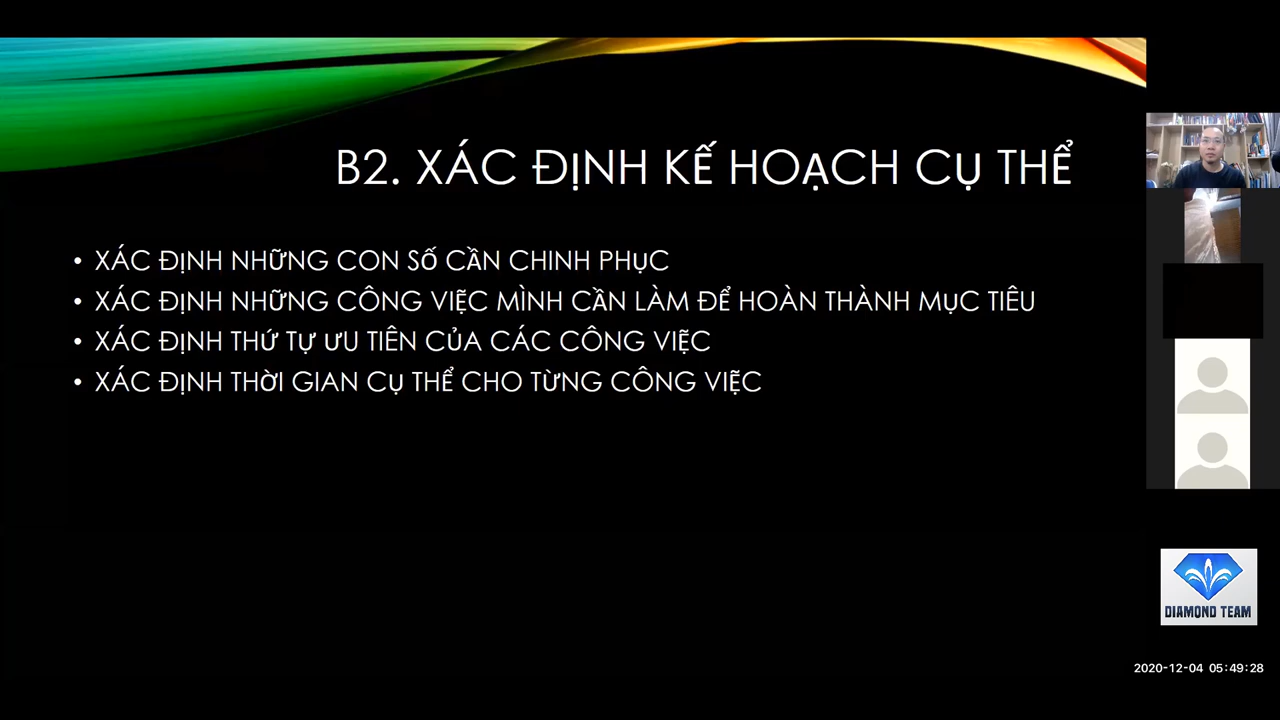 B2. XÁC ĐỊNH KẾ HOẠCH CỤ THỂ
• XÁC ĐỊNH NHỮNG CON SỐ CẦN CHINH PHỤC
• XÁC ĐỊNH NHỮNG CÔNG VIỆC MÌNH CẦN LÀM ĐỂ HOÀN THÀNH MỤC TIÊU
• XÁC ĐỊNH THỨ TỰ ƯU TIÊN CỦA CÁC CÔNG VIỆC
• XÁC ĐỊNH THỜI GIAN CỤ THỂ CHO TỪNG CÔNG VIỆC
DIAMOND TEAM
2020-12-04 05:49:28